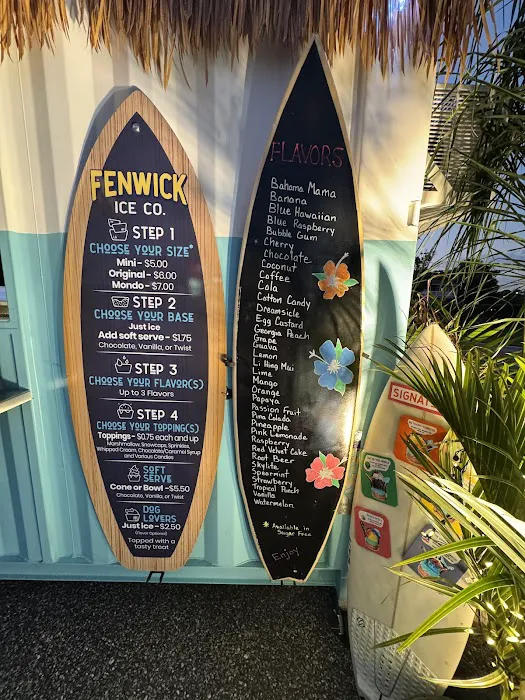 FENWICK
ICE CO.
STEP 1
CHOOSE YOUR SIZE*
Mini - $5.00
Original - $6.00
Mondo - $7.00
STEP 2
CHOOSE YOUR BASE
Just ice
Add soft serve - $1.75
Chocolate, Vanilla, or Twist
STEP 3
CHOOSE YOUR FLAVOR(S)
Up to 3 Flavors
STEP 4
CHOOSE YOUR TOPPING(S)
Toppings - $0.75 each and up
Marshmallow, Snowcaps, Sprinkles,
Whipped Cream, Chocolate/Caramel Syrup
and Various Candies
SOFT
SERVE
Cone or Bowl - $5.50
Chocolate, Vanilla, or Twist
DOG
LOVERS
Just ice - $2.50
(Flavor Optional)
Topped with a
tasty treat
FLAVORS
Bahama Mama
Banana
Blue Hawaiian
Blue Raspberry
Bubble Gum
Cherry
Chocolate
Coconut
Coffee
Cola
Cotton Candy
Dreamsicle
Egg Custard
Georgia Peach
Grape
Guava
Lemon
Li Hing Mui
Lime
Mango
Orange
Papaya
Passion Fruit
Pina Colada
Pineapple
Pink Lemonade
Raspberry
Red Velvet Cake
Root Beer
Skylite
Spearmint
Strawberry
Tropical Punch
Vanilla
Watermelon
* Available in
Sugar Free
Enjoy
SIGNAT